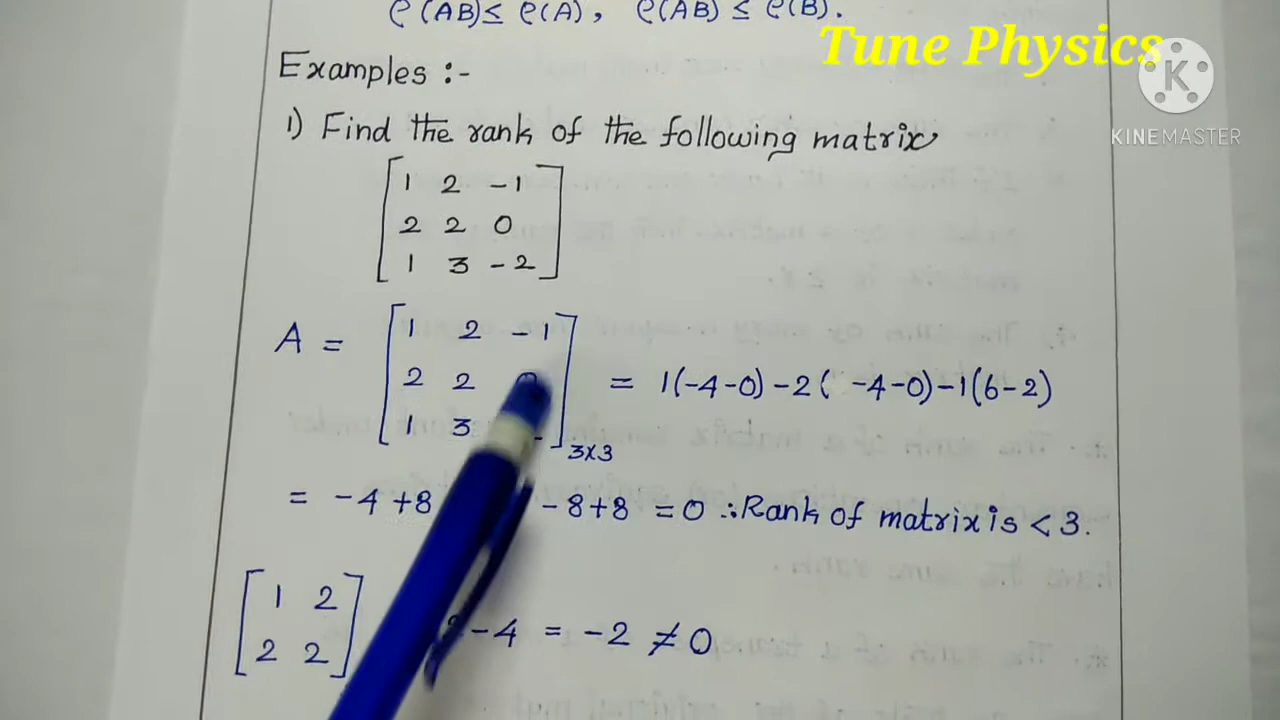 ρ(AB) ≤ ρ(A), ρ(AB) ≤ ρ(B).
Tune Physics
K
KINEMASTER
Examples :-
1) Find the rank of the following matrix
1 2 -1
2 2 0
1 3 -2
A = 1 2 -1
2 2 0 = 1(-4-0) -2( -4-0) -1(6-2)
1 3 3x3
= -4 +8 -8+8 = 0 ∴ Rank of matrix is < 3.
1 2
2 2 2-4 = -2 ≠ 0